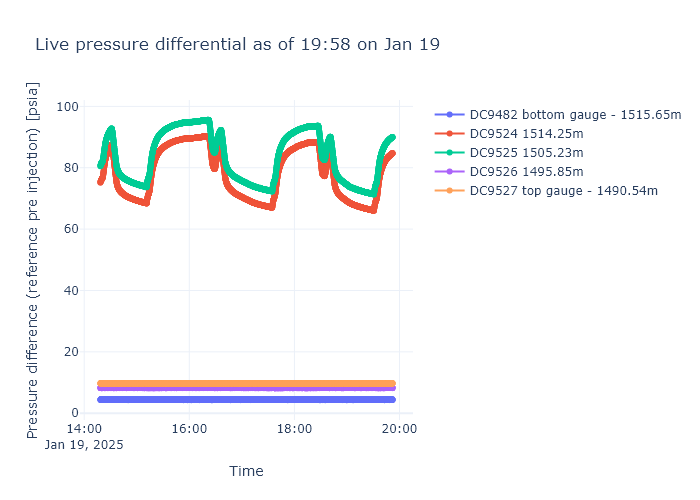 Live pressure differential as of 19:58 on Jan 19
Pressure difference (reference pre injection) [psia]
100
80
60
40
20
0
14:00
Jan 19, 2025
16:00
18:00
20:00
Time
DC9482 bottom gauge - 1515.65m
DC9524 1514.25m
DC9525 1505.23m
DC9526 1495.85m
DC9527 top gauge - 1490.54m